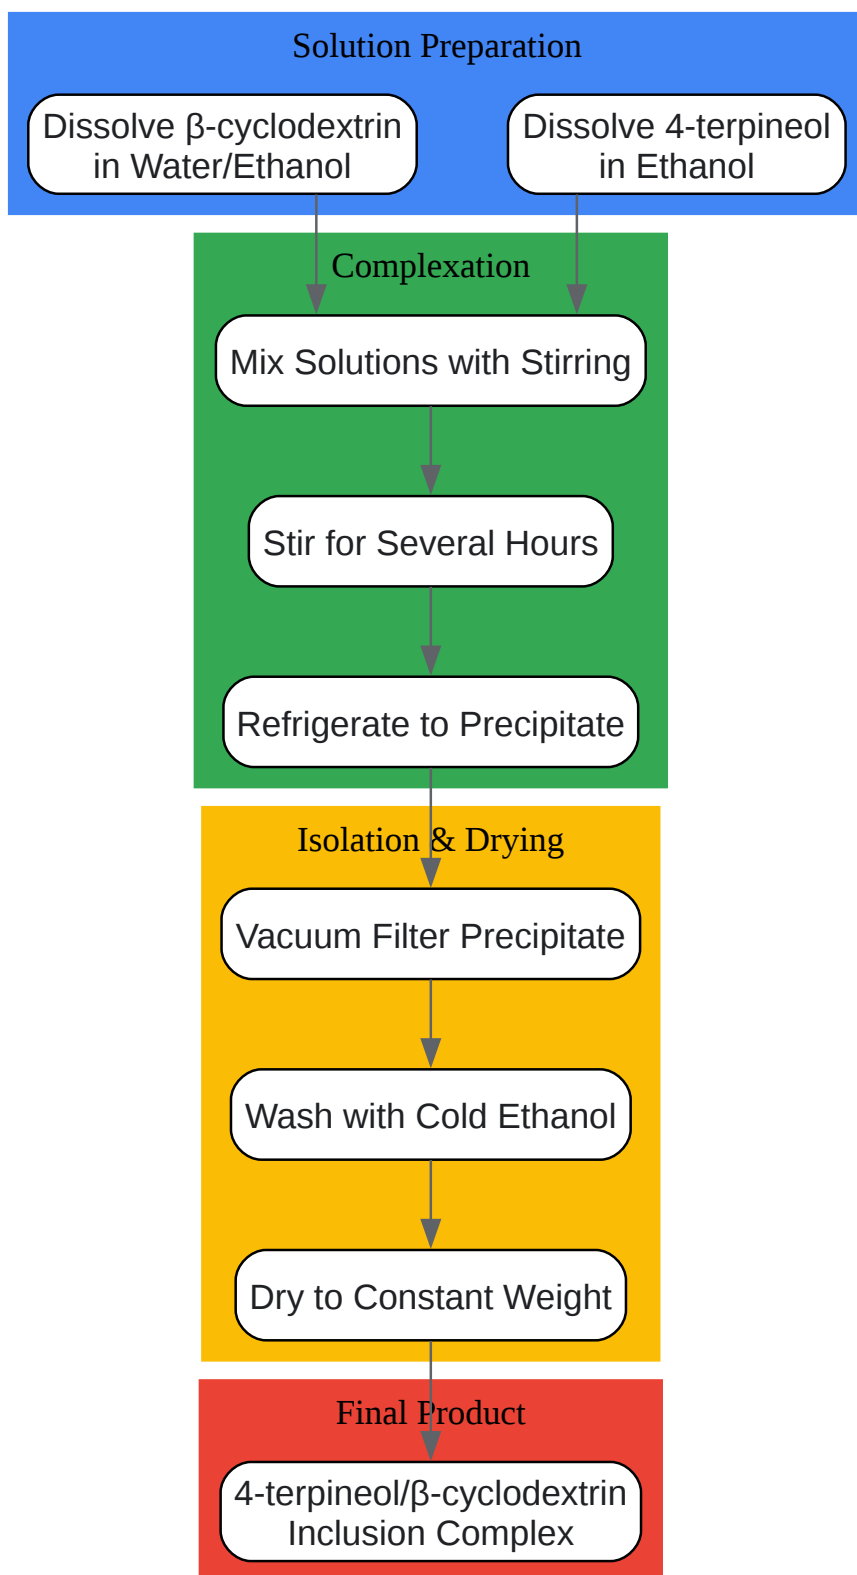 Solution Preparation
Dissolve β-cyclodextrin
in Water/Ethanol
Dissolve 4-terpineol
in Ethanol
Complexation
Mix Solutions with Stirring
Stir for Several Hours
Refrigerate to Precipitate
Isolation & Drying
Vacuum Filter Precipitate
Wash with Cold Ethanol
Dry to Constant Weight
Final Product
4-terpineol/β-cyclodextrin
Inclusion Complex